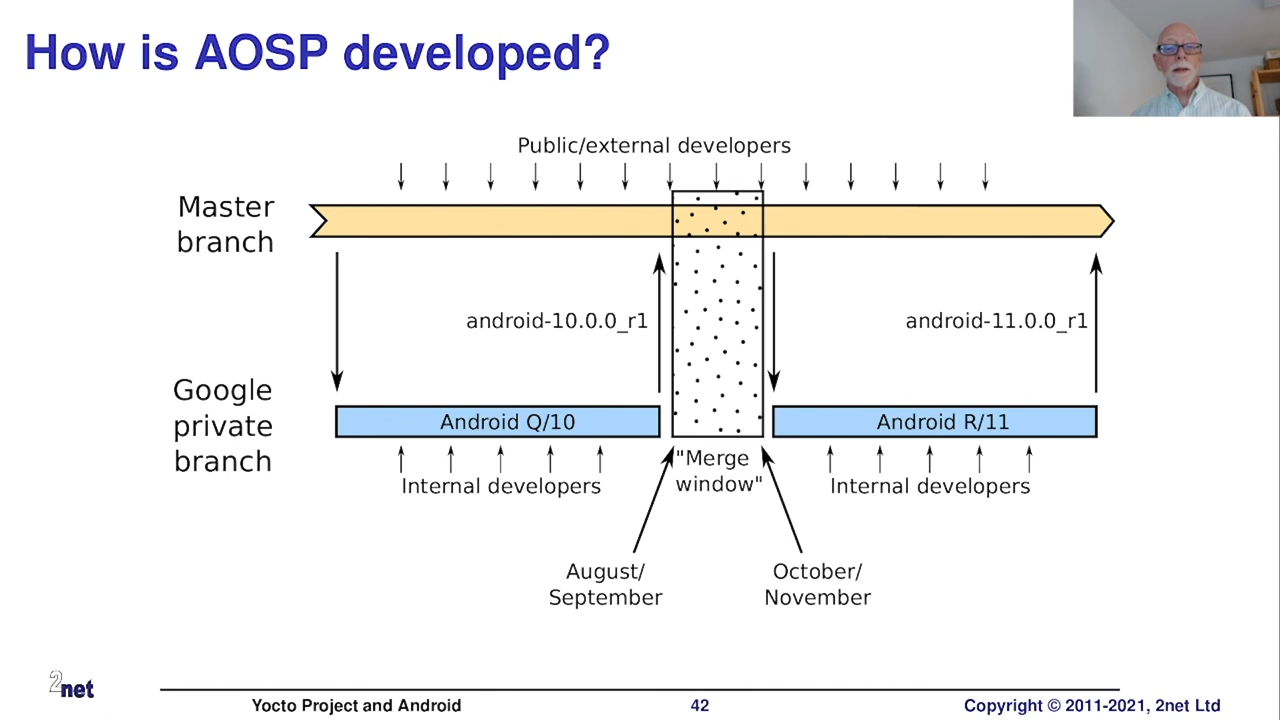 How is AOSP developed?
Public/external developers
Master
branch
android-10.0.0_r1
android-11.0.0_r1
Google
private
branch
Android Q/10
Android R/11
Internal developers
"Merge
window"
Internal developers
August/
September
October/
November
2net
Yocto Project and Android
42
Copyright © 2011-2021, 2net Ltd